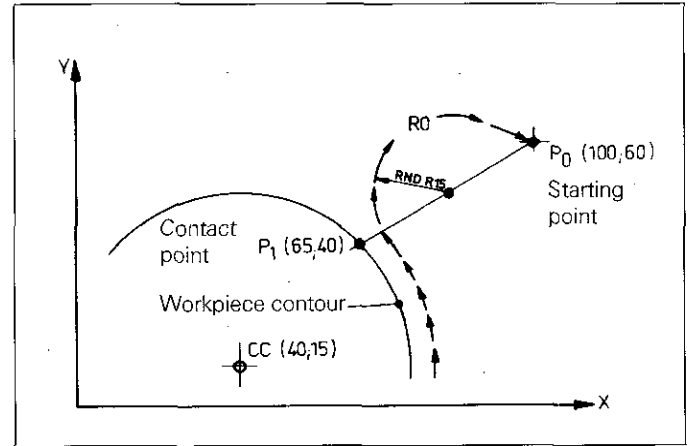 Y
R0
P0 (100;60)
RND R15
Starting
point
Contact
point
P1 (65;40)
Workpiece contour
CC (40;15)
X